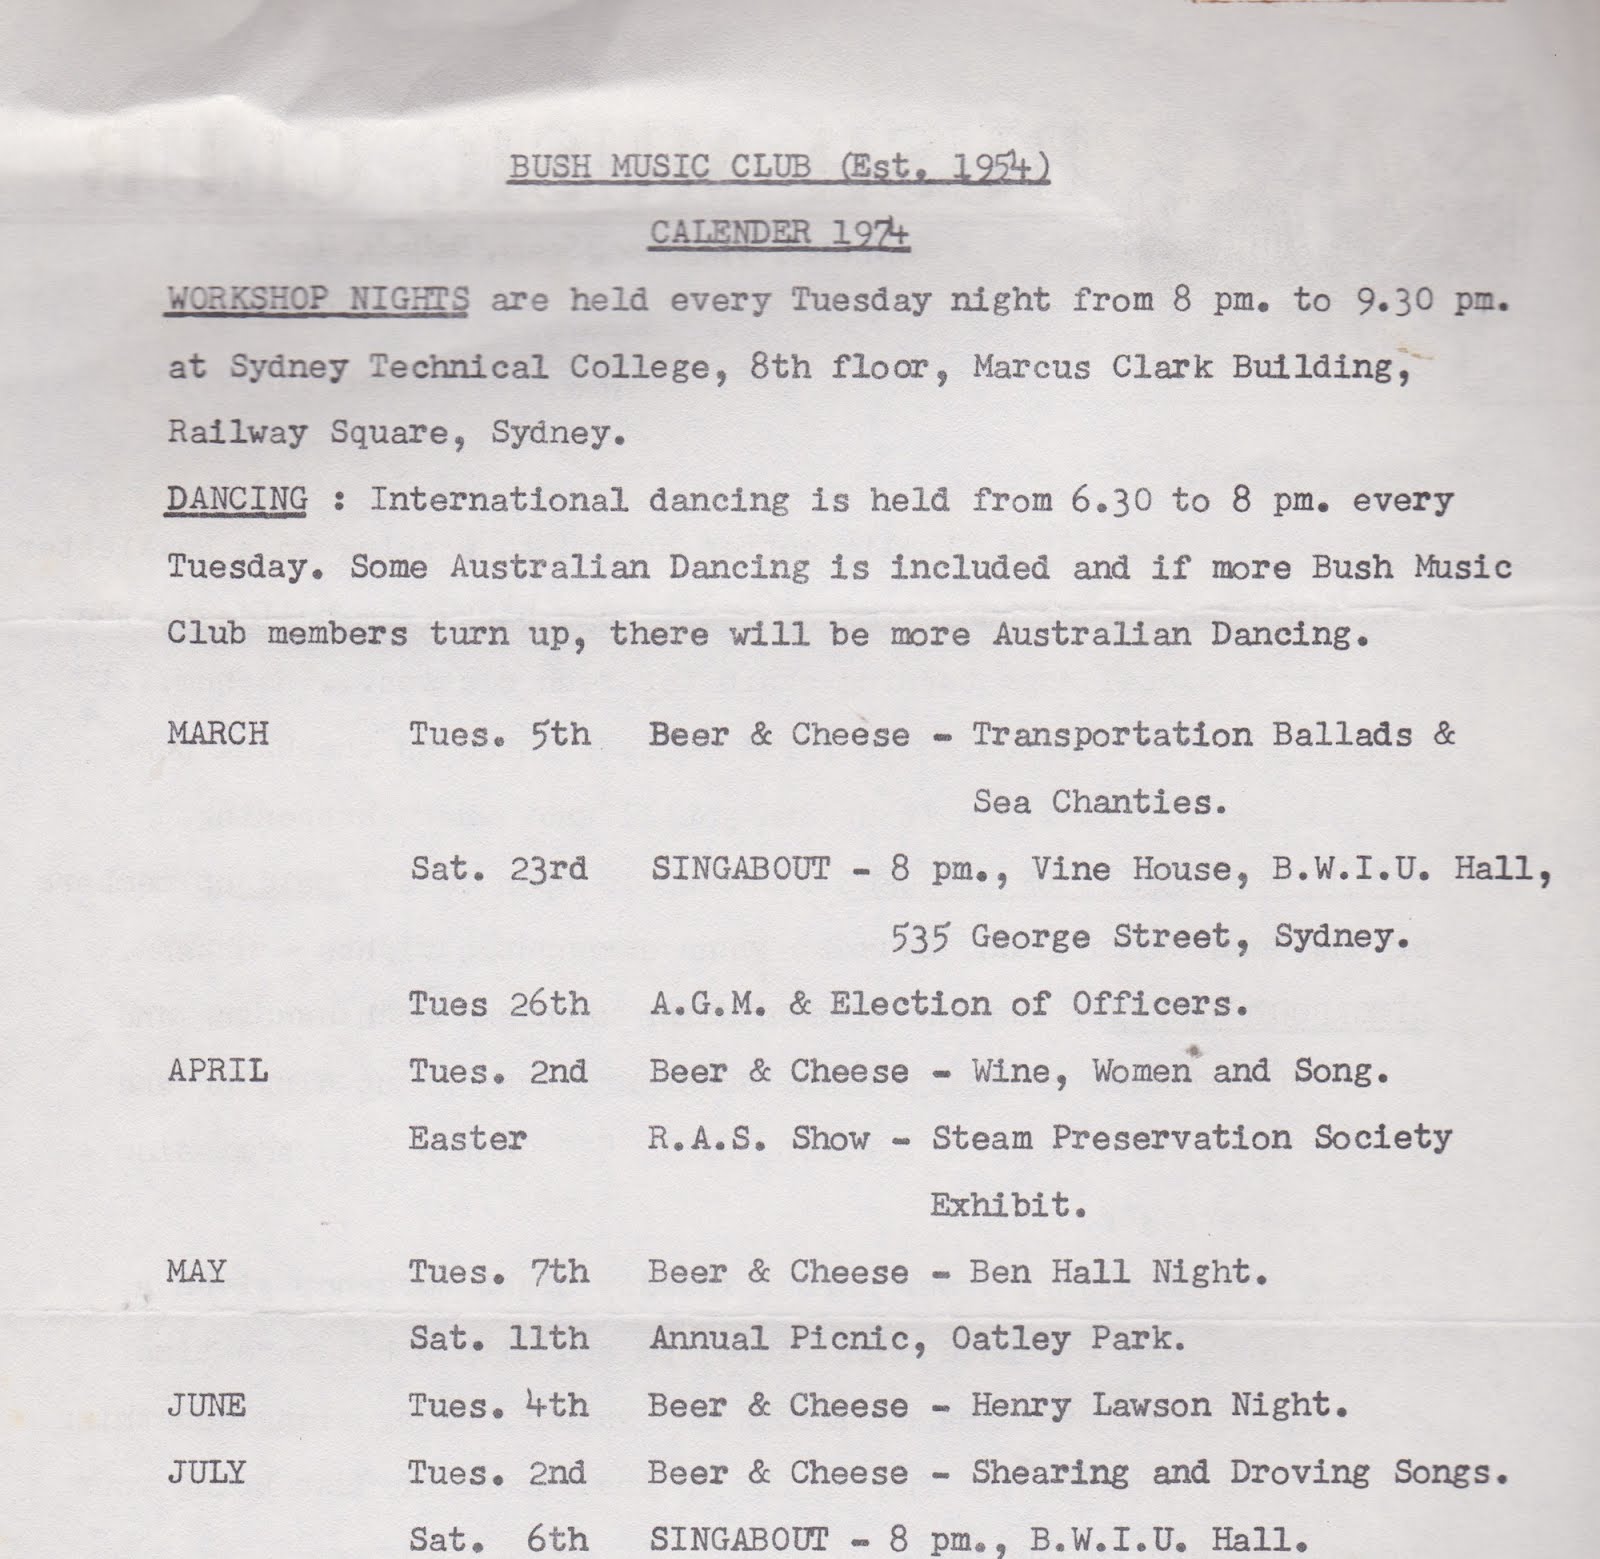 BUSH MUSIC CLUB (Est. 1954)
CALENDER 1974
WORKSHOP NIGHTS are held every Tuesday night from 8 pm. to 9.30 pm.
at Sydney Technical College, 8th floor, Marcus Clark Building,
Railway Square, Sydney.
DANCING : International dancing is held from 6.30 to 8 pm. every
Tuesday. Some Australian Dancing is included and if more Bush Music
Club members turn up, there will be more Australian Dancing.
MARCH Tues. 5th Beer & Cheese - Transportation Ballads &
Sea Chanties.
Sat. 23rd SINGABOUT - 8 pm., Vine House, B.W.I.U. Hall,
535 George Street, Sydney.
Tues 26th A.G.M. & Election of Officers.
APRIL Tues. 2nd Beer & Cheese - Wine, Women and Song.
Easter R.A.S. Show - Steam Preservation Society
Exhibit.
MAY Tues. 7th Beer & Cheese - Ben Hall Night.
Sat. 11th Annual Picnic, Oatley Park.
JUNE Tues. 4th Beer & Cheese - Henry Lawson Night.
JULY Tues. 2nd Beer & Cheese - Shearing and Droving Songs.
Sat. 6th SINGABOUT - 8 pm., B.W.I.U. Hall.